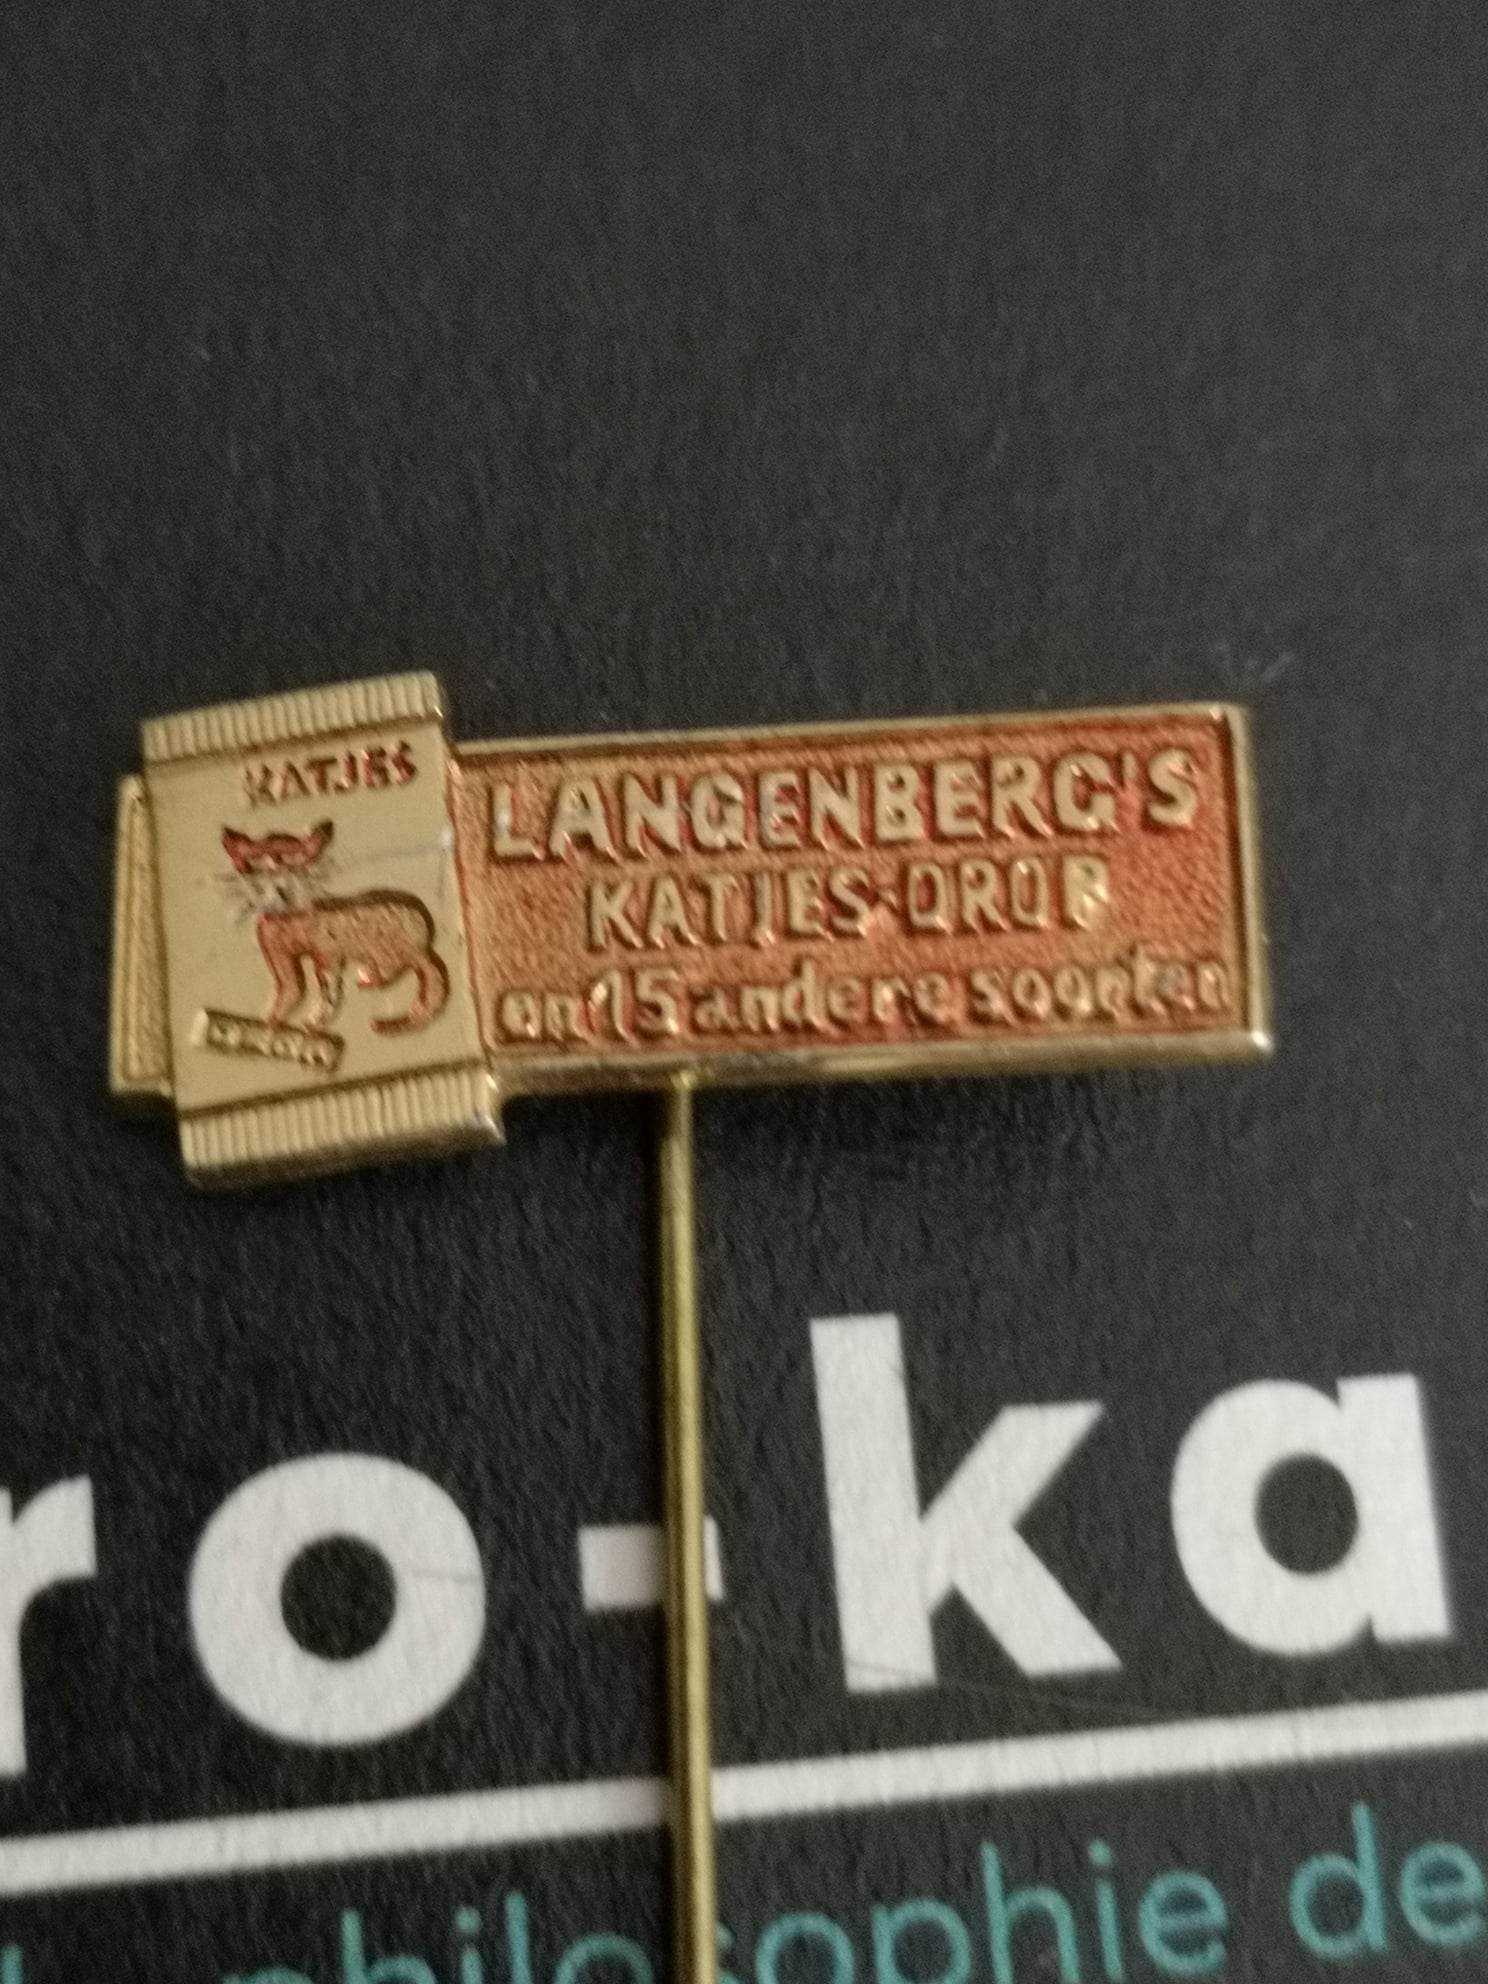 KATJES
LANGENBERG'S
KATJES-DROP
en 15 andere soorten
ro-ka
philosophie de